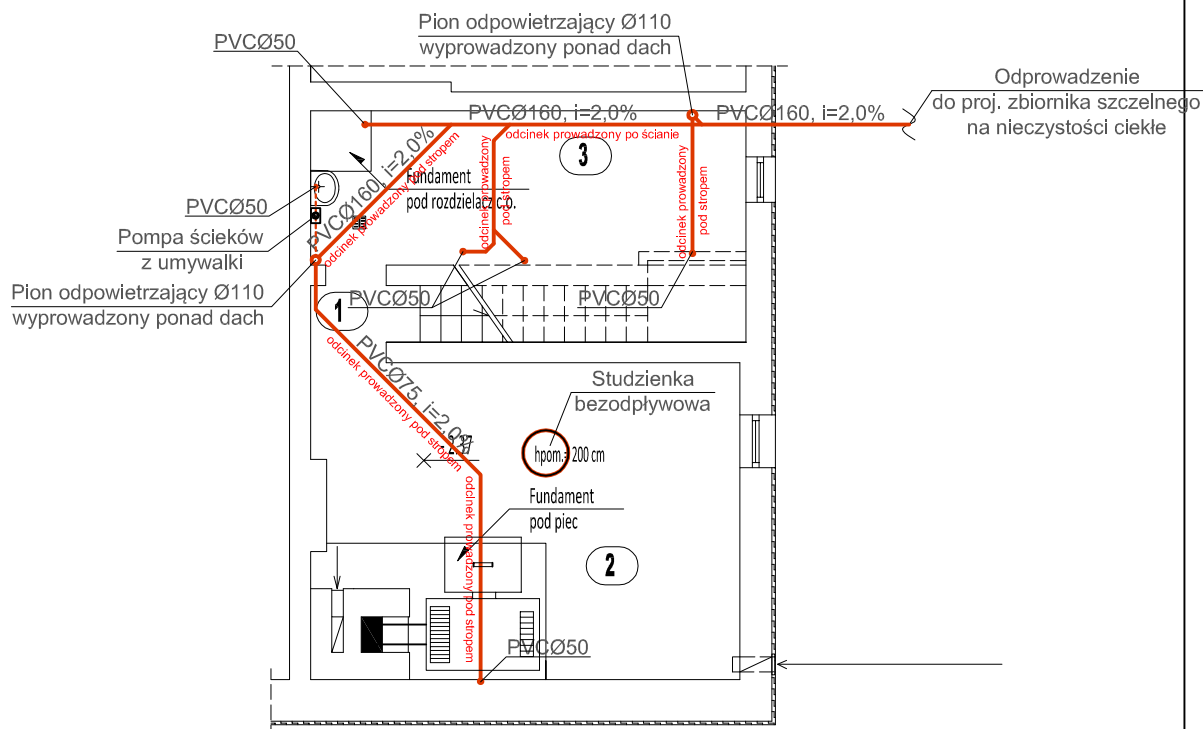 Pion odpowietrzający Ø110
wyprowadzony ponad dach
PVCØ50
Odprowadzenie
do proj. zbiornika szczelnego
na nieczystości ciekłe
PVCØ160, i=2,0%
PVCØ160, i=2,0%
odcinek prowadzony po ścianie
3
PVCØ160, i=2,0%
odcinek prowadzony pod stropem
odcinek prowadzony
pod stropem
odcinek prowadzony
pod stropem
Fundament
pod rozdzielacz c.o.
PVCØ50
Pompa ścieków
z umywalki
Pion odpowietrzający Ø110
wyprowadzony ponad dach
1
PVCØ50
PVCØ50
PVCØ75, i=2,0%
odcinek prowadzony pod stropem
Studzienka
bezodpływowa
hpom.= 200 cm
Fundament
pod piec
odcinek prowadzony pod stropem
2
PVCØ50